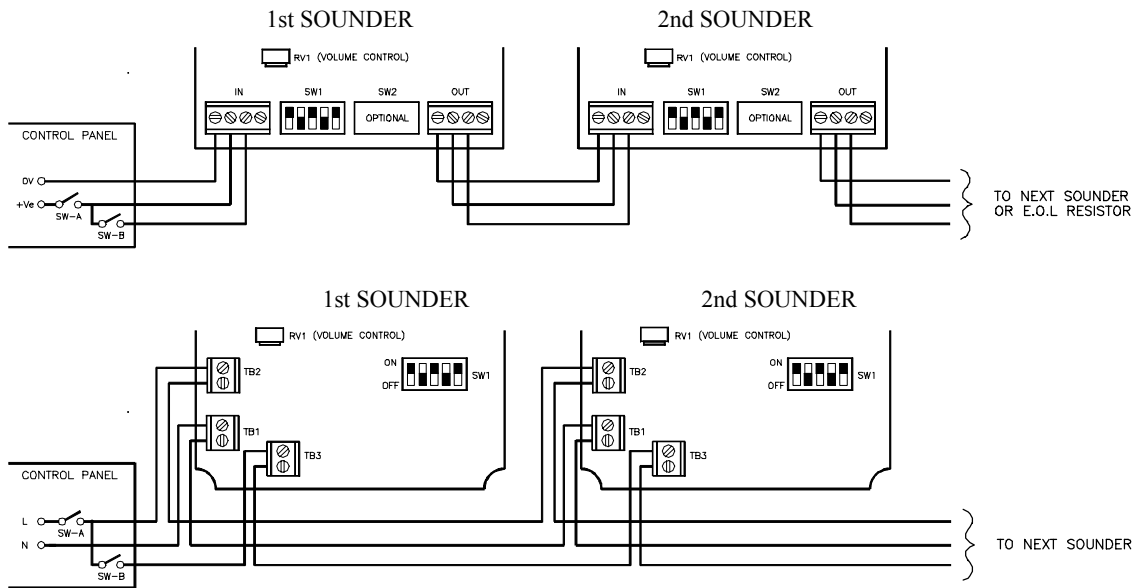 1st SOUNDER
2nd SOUNDER
RV1 (VOLUME CONTROL)
RV1 (VOLUME CONTROL)
IN
SW1
SW2
OUT
IN
SW1
SW2
OUT
OPTIONAL
OPTIONAL
CONTROL PANEL
0V
+Ve
SW-A
SW-B
TO NEXT SOUNDER
OR E.O.L RESISTOR
1st SOUNDER
2nd SOUNDER
RV1 (VOLUME CONTROL)
RV1 (VOLUME CONTROL)
TB2
ON
OFF
SW1
TB2
ON
OFF
SW1
TB1
TB3
TB1
TB3
CONTROL PANEL
L
SW-A
N
SW-B
TO NEXT SOUNDER